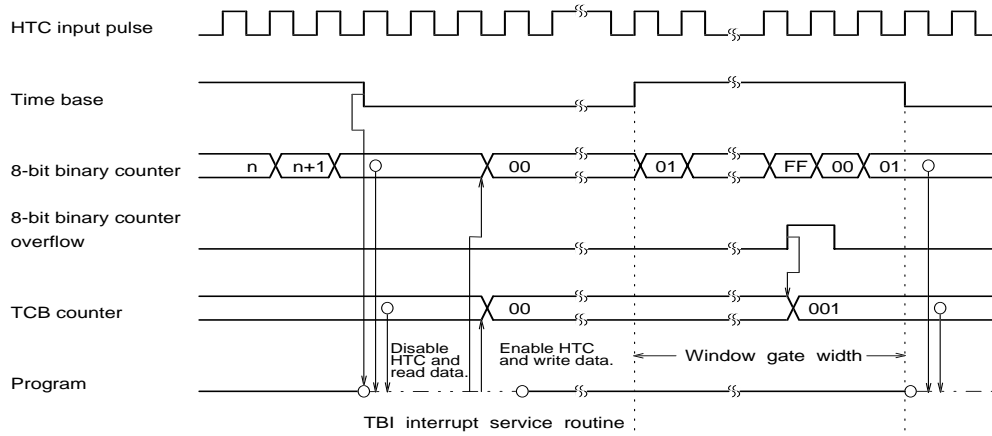 HTC input pulse
Time base
8-bit binary counter
n
n+1
00
01
FF
00
01
8-bit binary counter
overflow
TCB counter
00
001
Disable
HTC and
read data.
Enable HTC
and write data.
Window gate width
Program
TBI interrupt service routine